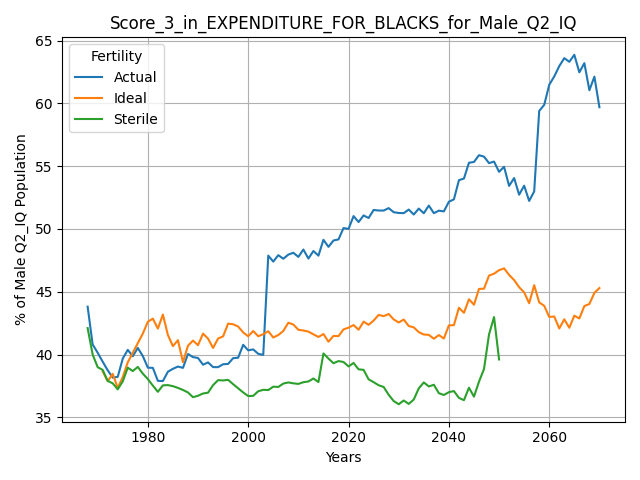 Score_3_in_EXPENDITURE_FOR_BLACKS_for_Male_Q2_IQ
Fertility
Actual
Ideal
Sterile
% of Male Q2_IQ Population
65
60
55
50
45
40
35
1980
2000
2020
2040
2060
Years